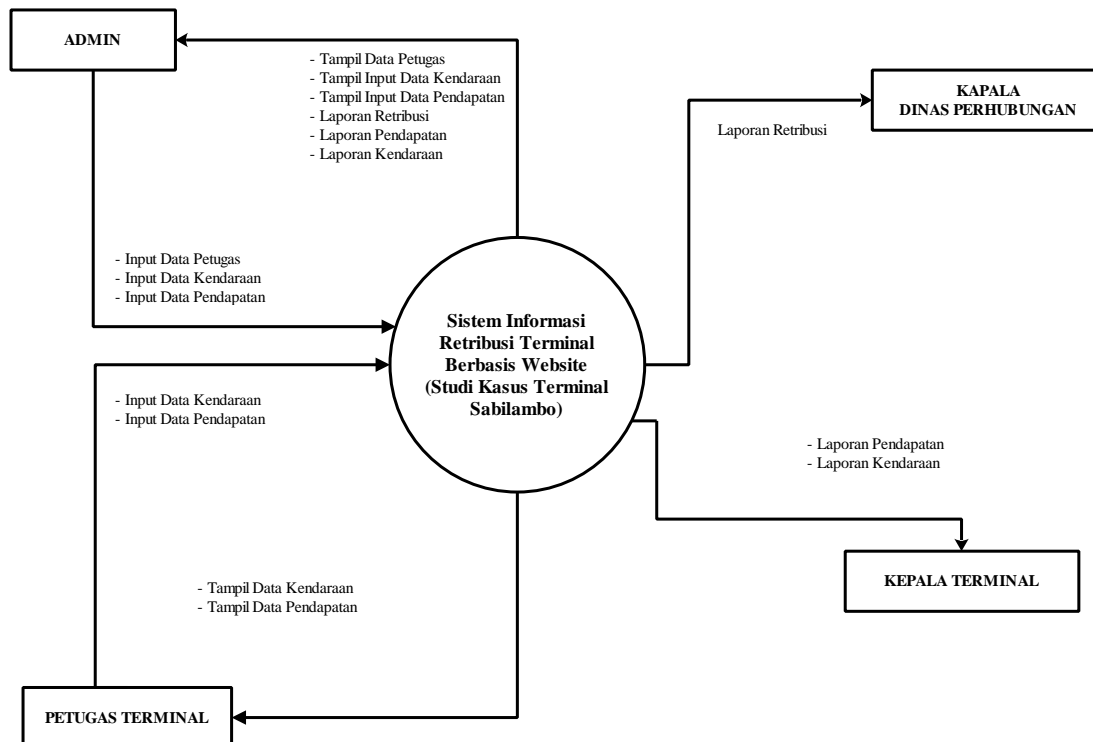 ADMIN
- Tampil Data Petugas
- Tampil Input Data Kendaraan
- Tampil Input Data Pendapatan
- Laporan Retribusi
- Laporan Pendapatan
- Laporan Kendaraan
KAPALA
DINAS PERHUBUNGAN
Laporan Retribusi
- Input Data Petugas
- Input Data Kendaraan
- Input Data Pendapatan
Sistem Informasi
Retribusi Terminal
Berbasis Website
(Studi Kasus Terminal
Sabilambo)
- Input Data Kendaraan
- Input Data Pendapatan
- Laporan Pendapatan
- Laporan Kendaraan
KEPALA TERMINAL
- Tampil Data Kendaraan
- Tampil Data Pendapatan
PETUGAS TERMINAL